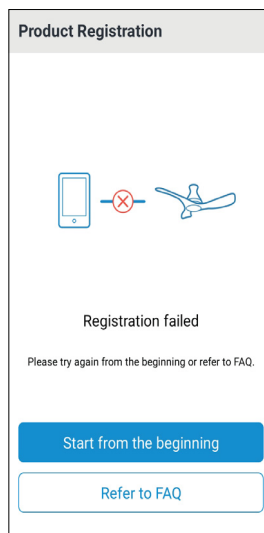 Product Registration
Registration failed
Please try again from the beginning or refer to FAQ.
Start from the beginning
Refer to FAQ